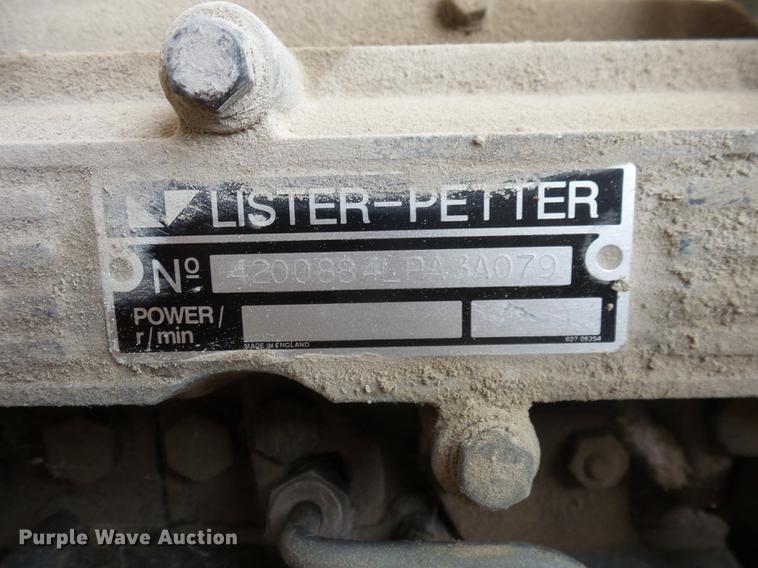 LISTER-PETTER
Nº 4200884LPA3A079
POWER/
r/min
MADE IN ENGLAND 027 06354
Purple Wave Auction